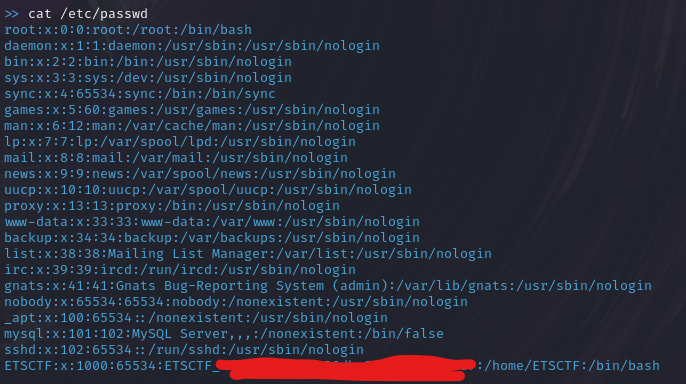 >> cat /etc/passwd
root:x:0:0:root:/root:/bin/bash
daemon:x:1:1:daemon:/usr/sbin:/usr/sbin/nologin
bin:x:2:2:bin:/bin:/usr/sbin/nologin
sys:x:3:3:sys:/dev:/usr/sbin/nologin
sync:x:4:65534:sync:/bin:/bin/sync
games:x:5:60:games:/usr/games:/usr/sbin/nologin
man:x:6:12:man:/var/cache/man:/usr/sbin/nologin
lp:x:7:7:lp:/var/spool/lpd:/usr/sbin/nologin
mail:x:8:8:mail:/var/mail:/usr/sbin/nologin
news:x:9:9:news:/var/spool/news:/usr/sbin/nologin
uucp:x:10:10:uucp:/var/spool/uucp:/usr/sbin/nologin
proxy:x:13:13:proxy:/bin:/usr/sbin/nologin
www-data:x:33:33:www-data:/var/www:/usr/sbin/nologin
backup:x:34:34:backup:/var/backups:/usr/sbin/nologin
list:x:38:38:Mailing List Manager:/var/list:/usr/sbin/nologin
irc:x:39:39:ircd:/run/ircd:/usr/sbin/nologin
gnats:x:41:41:Gnats Bug-Reporting System (admin):/var/lib/gnats:/usr/sbin/nologin
nobody:x:65534:65534:nobody:/nonexistent:/usr/sbin/nologin
_apt:x:100:65534::/nonexistent:/usr/sbin/nologin
mysql:x:101:102:MySQL Server,,,:/nonexistent:/bin/false
sshd:x:102:65534::/run/sshd:/usr/sbin/nologin
ETSCTF:x:1000:65534:ETSCTF_ :/home/ETSCTF:/bin/bash